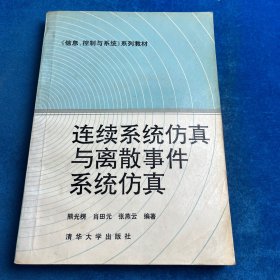 《信息、控制与系统》系列教材
连续系统仿真
与离散事件
系统仿真
熊光楞 肖田元 张燕云 编著
清华大学出版社